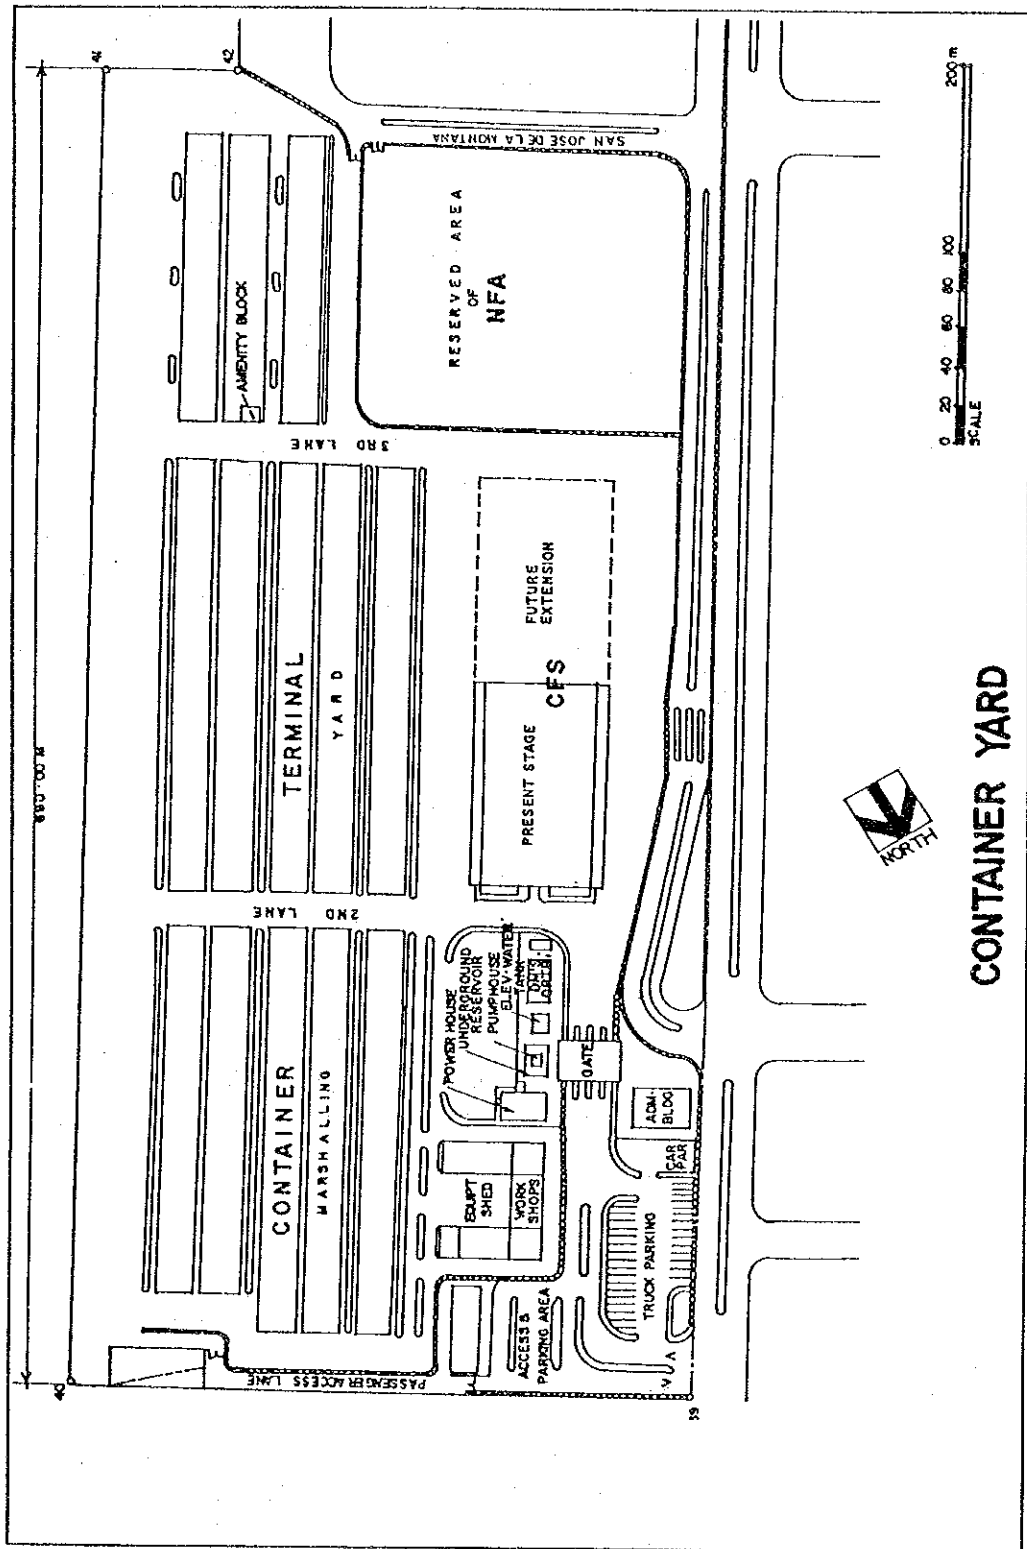 41
42
40
39
SAN JOSE DE LA MONTANA
RESERVED AREA
OF
NFA
AMENITY BLOCK
3RD LANE
TERMINAL
YARD
FUTURE
EXTENSION
CFS
PRESENT STAGE
2ND LANE
CONTAINER
MARSHALLING
POWER HOUSE
UNDERGROUND
RESERVOIR
PUMPHOUSE
ELEV. WATER
TANK
GATE
ADM.
BLDG
CAR
PAR
EQUIPT
SHED
WORK
SHOPS
TRUCK PARKING
ACCESS &
PARKING AREA
PASSENGER ACCESS LANE
V A
NORTH
0 20 40 60 80 100 200 m
SCALE
CONTAINER YARD